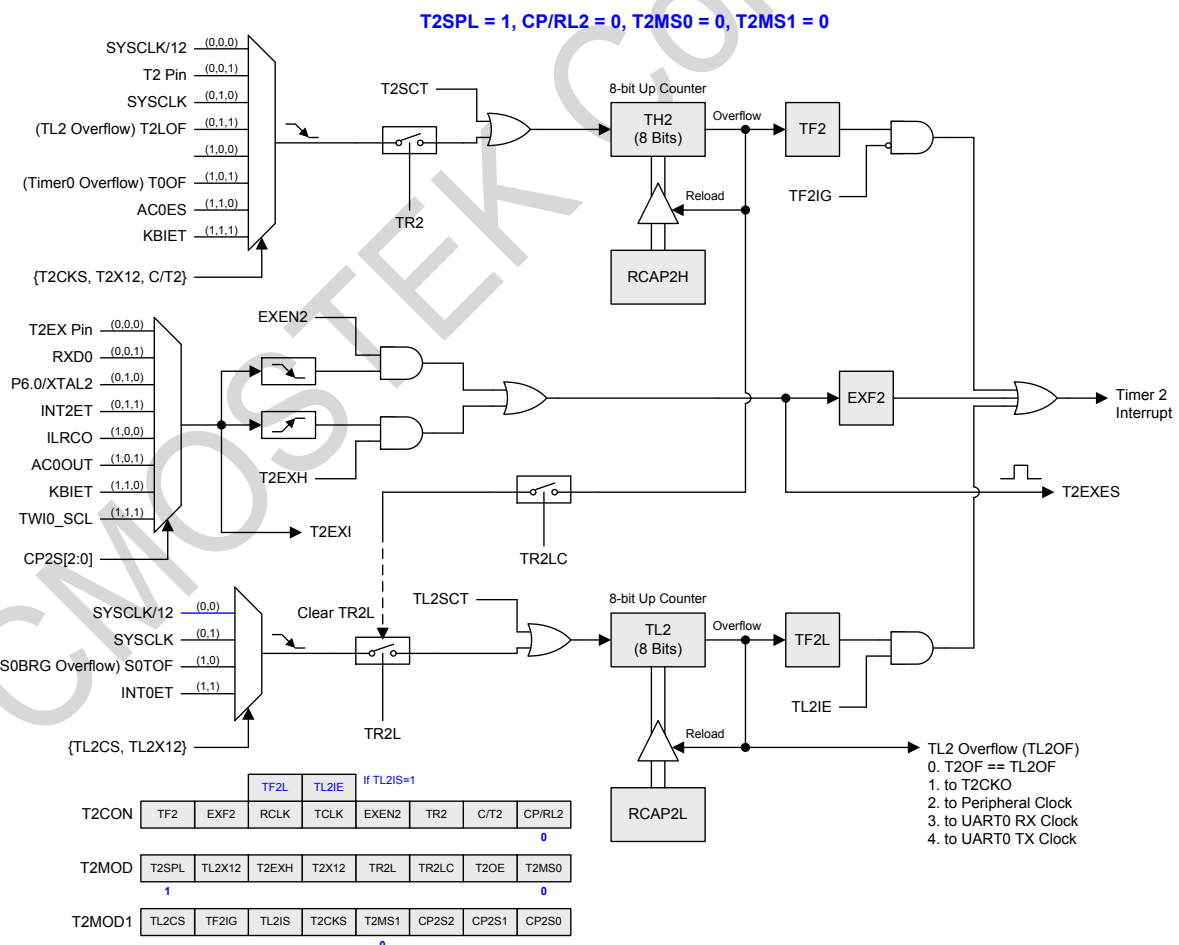 T2SPL = 1, CP/RL2 = 0, T2MS0 = 0, T2MS1 = 0
SYSCLK/12 (0,0,0)
T2 Pin (0,0,1)
SYSCLK (0,1,0)
(TL2 Overflow) T2LOF (0,1,1)
(1,0,0)
(Timer0 Overflow) T0OF (1,0,1)
AC0ES (1,1,0)
KBIET (1,1,1)
{T2CKS, T2X12, C/T2}
TR2
T2SCT
8-bit Up Counter
TH2
(8 Bits)
Overflow
TF2
TF2IG
Reload
RCAP2H
T2EX Pin (0,0,0)
RXD0 (0,0,1)
P6.0/XTAL2 (0,1,0)
INT2ET (0,1,1)
ILRCO (1,0,0)
AC0OUT (1,0,1)
KBIET (1,1,0)
TWI0_SCL (1,1,1)
CP2S[2:0]
EXEN2
T2EXH
T2EXI
EXF2
Timer 2
Interrupt
T2EXES
TR2LC
SYSCLK/12 (0,0)
SYSCLK (0,1)
S0BRG Overflow) S0TOF (1,0)
INT0ET (1,1)
{TL2CS, TL2X12}
Clear TR2L
TR2L
TL2SCT
8-bit Up Counter
TL2
(8 Bits)
Overflow
TF2L
TL2IE
Reload
RCAP2L
TL2 Overflow (TL2OF)
0. T2OF == TL2OF
1. to T2CKO
2. to Peripheral Clock
3. to UART0 RX Clock
4. to UART0 TX Clock
TF2L TL2IE If TL2IS=1
T2CON TF2 EXF2 RCLK TCLK EXEN2 TR2 C/T2 CP/RL2
0
T2MOD T2SPL TL2X12 T2EXH T2X12 TR2L TR2LC T2OE T2MS0
1 0
T2MOD1 TL2CS TF2IG TL2IS T2CKS T2MS1 CP2S2 CP2S1 CP2S0
0
CMOSTEK Co